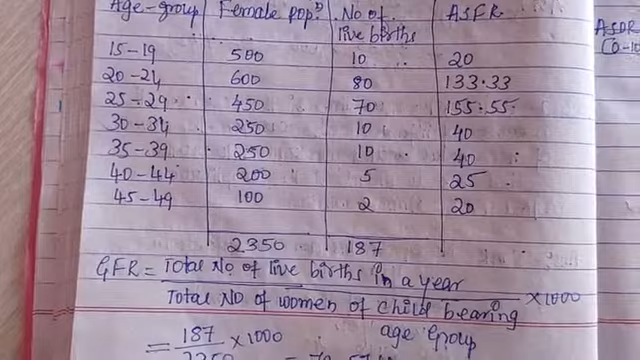 Age-group Female popn No of live births ASFR
15-19 500 10 20
20-24 600 80 133.33
25-29 450 70 155.55
30-34 250 10 40
35-39 250 10 40
40-44 200 5 25
45-49 100 2 20
2350 187
GFR = Total No of live births in a year
Total NO of women of child bearing age group × 1000
= 187 × 1000
2350